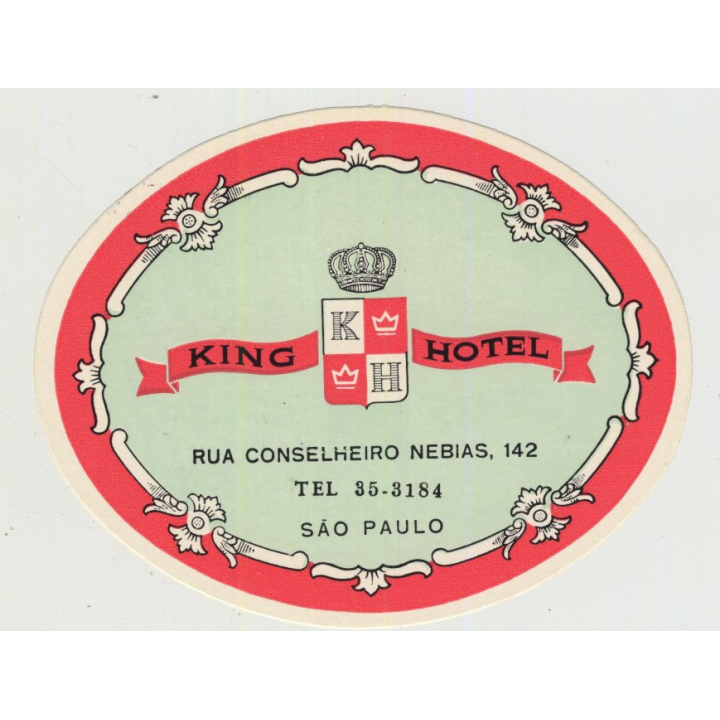 K
H
KING HOTEL
RUA CONSELHEIRO NEBIAS, 142
TEL 35-3184
SÃO PAULO